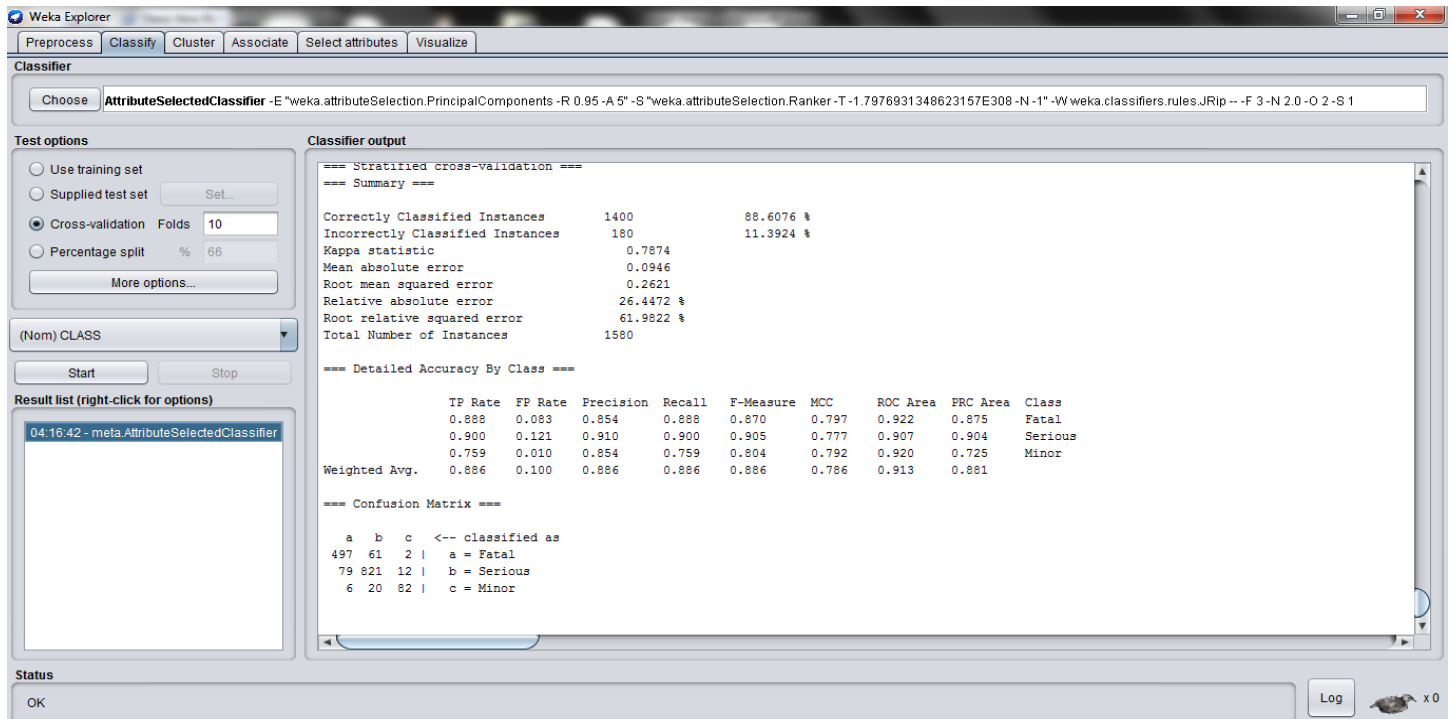 Weka Explorer
Preprocess Classify Cluster Associate Select attributes Visualize
Classifier
Choose AttributeSelectedClassifier -E "weka.attributeSelection.PrincipalComponents -R 0.95 -A 5" -S "weka.attributeSelection.Ranker -T -1.7976931348623157E308 -N -1" -W weka.classifiers.rules.JRip -- -F 3 -N 2.0 -O 2 -S 1
Test options
Use training set
Supplied test set Set...
Cross-validation Folds 10
Percentage split % 66
More options...
(Nom) CLASS
Start Stop
Result list (right-click for options)
04:16:42 - meta.AttributeSelectedClassifier
Classifier output
=== Stratified cross-validation ===
=== Summary ===
Correctly Classified Instances 1400 88.6076 %
Incorrectly Classified Instances 180 11.3924 %
Kappa statistic 0.7874
Mean absolute error 0.0946
Root mean squared error 0.2621
Relative absolute error 26.4472 %
Root relative squared error 61.9822 %
Total Number of Instances 1580
=== Detailed Accuracy By Class ===
TP Rate FP Rate Precision Recall F-Measure MCC ROC Area PRC Area Class
0.888 0.083 0.854 0.888 0.870 0.797 0.922 0.875 Fatal
0.900 0.121 0.910 0.900 0.905 0.777 0.907 0.904 Serious
0.759 0.010 0.854 0.759 0.804 0.792 0.920 0.725 Minor
Weighted Avg. 0.886 0.100 0.886 0.886 0.886 0.786 0.913 0.881
=== Confusion Matrix ===
a b c <-- classified as
497 61 2 | a = Fatal
79 821 12 | b = Serious
6 20 82 | c = Minor
Status
OK
Log x 0